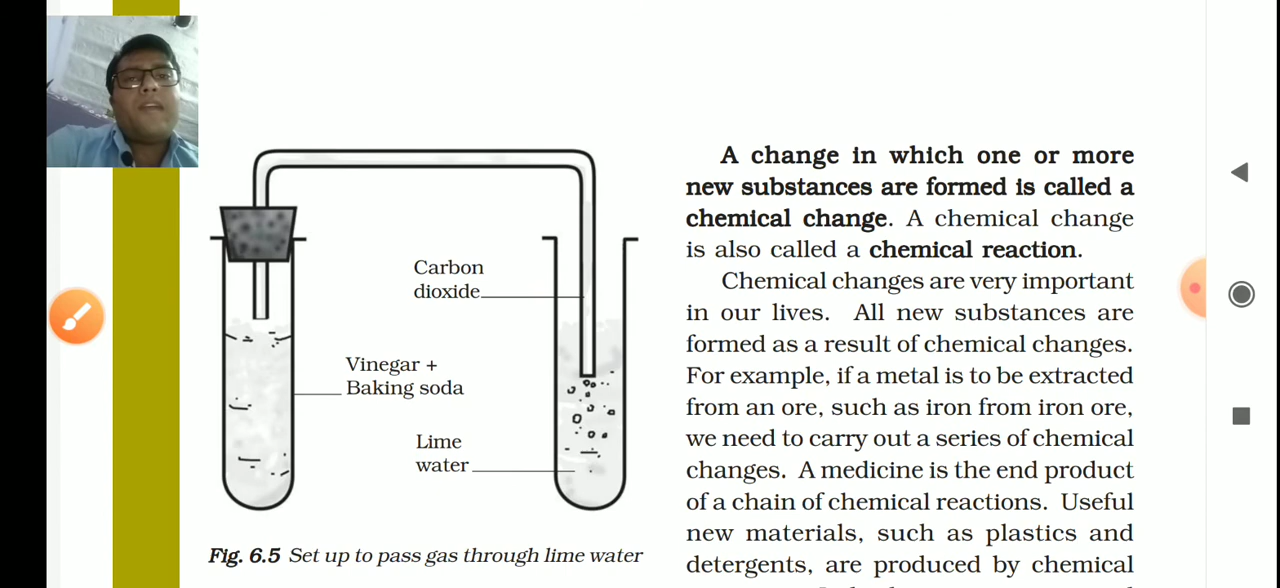 Carbon
dioxide
Vinegar +
Baking soda
Lime
water
Fig. 6.5 Set up to pass gas through lime water
A change in which one or more
new substances are formed is called a
chemical change. A chemical change
is also called a chemical reaction.
Chemical changes are very important
in our lives. All new substances are
formed as a result of chemical changes.
For example, if a metal is to be extracted
from an ore, such as iron from iron ore,
we need to carry out a series of chemical
changes. A medicine is the end product
of a chain of chemical reactions. Useful
new materials, such as plastics and
detergents, are produced by chemical